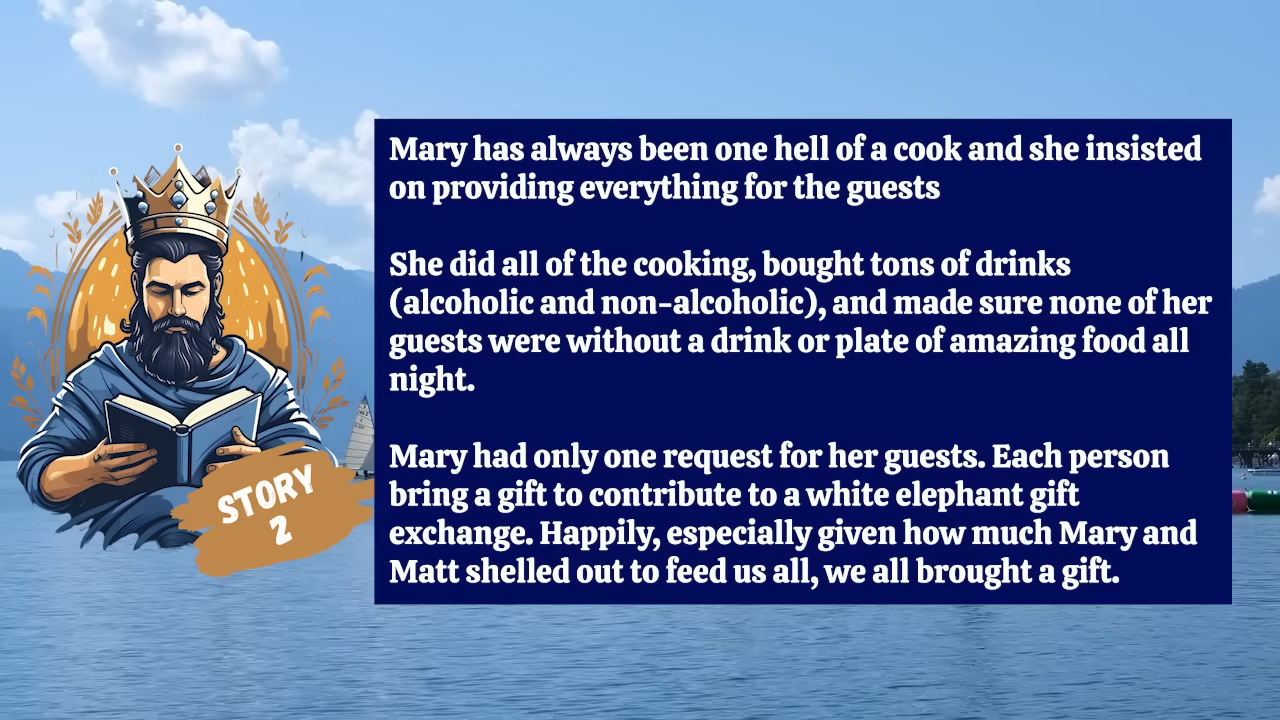 Mary has always been one hell of a cook and she insisted
on providing everything for the guests
She did all of the cooking, bought tons of drinks
(alcoholic and non-alcoholic), and made sure none of her
guests were without a drink or plate of amazing food all
night.
Mary had only one request for her guests. Each person
bring a gift to contribute to a white elephant gift
exchange. Happily, especially given how much Mary and
Matt shelled out to feed us all, we all brought a gift.
STORY
2